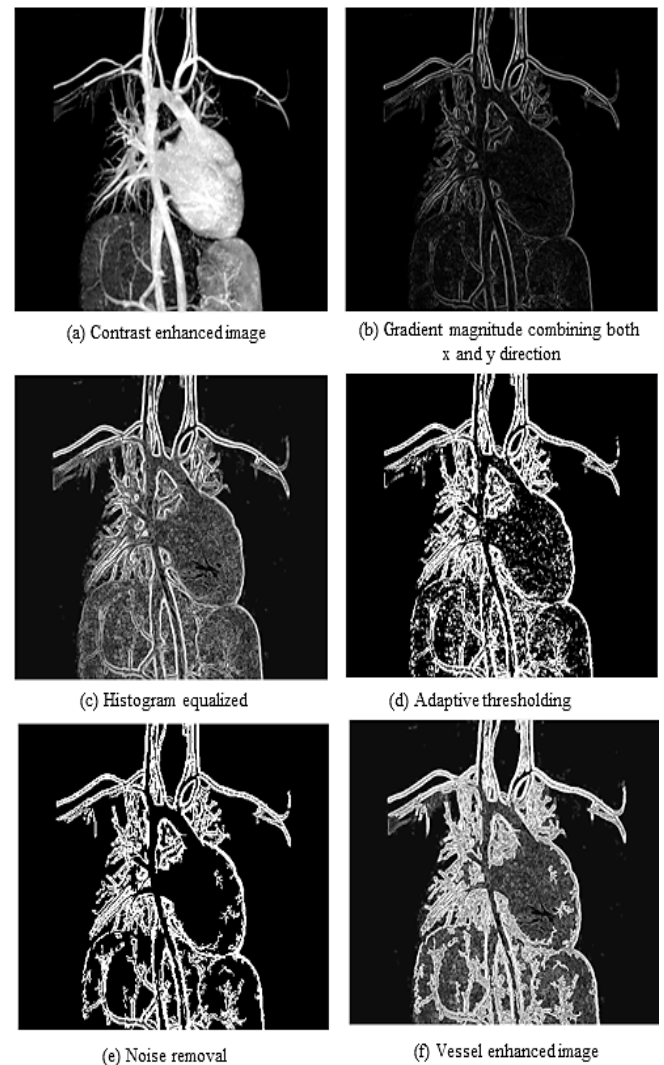 (a) Contrast enhanced image
(b) Gradient magnitude combining both
x and y direction
(c) Histogram equalized
(d) Adaptive thresholding
(e) Noise removal
(f) Vessel enhanced image